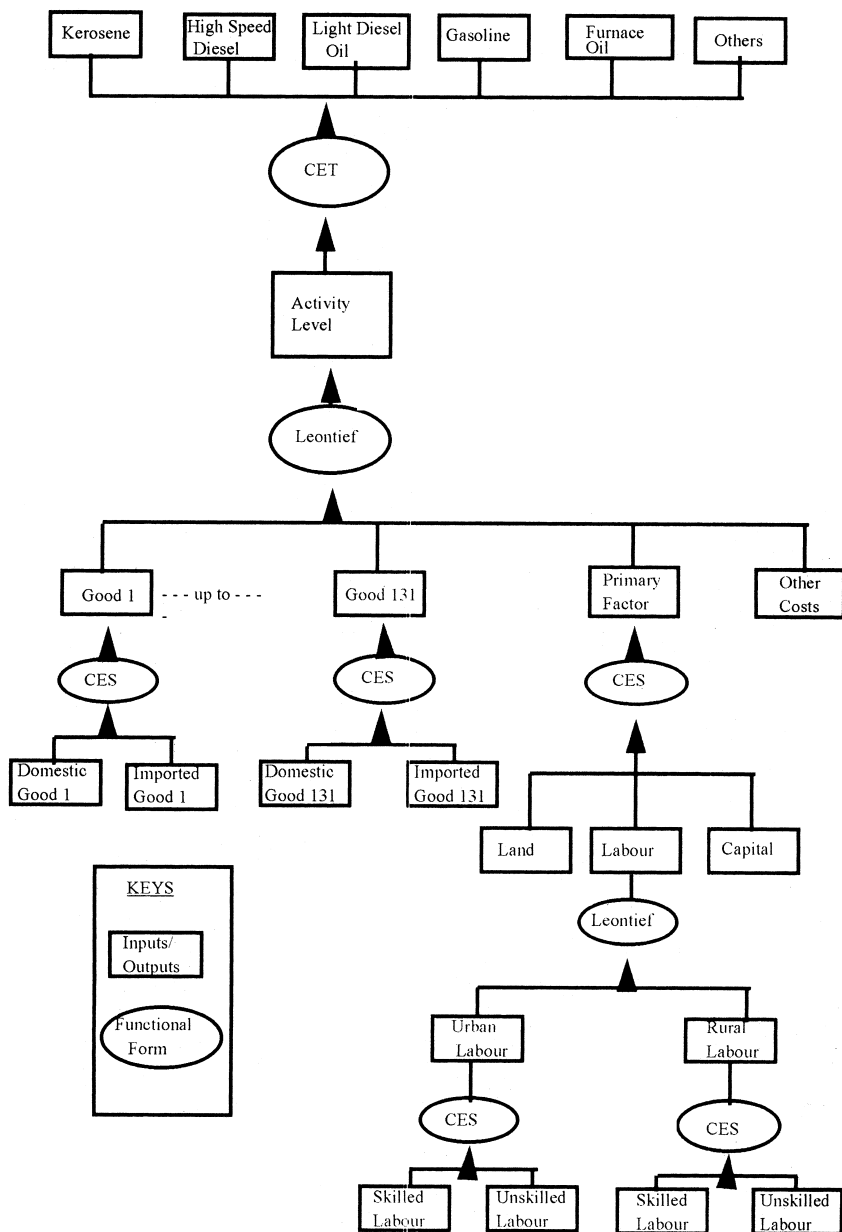 Kerosene
High Speed
Diesel
Light Diesel
Oil
Gasoline
Furnace
Oil
Others
CET
Activity
Level
Leontief
Good 1
- - - up to - - -
-
Good 131
Primary
Factor
Other
Costs
CES
CES
CES
Domestic
Good 1
Imported
Good 1
Domestic
Good 131
Imported
Good 131
Land
Labour
Capital
KEYS
Inputs/
Outputs
Functional
Form
Leontief
Urban
Labour
Rural
Labour
CES
CES
Skilled
Labour
Unskilled
Labour
Skilled
Labour
Unskilled
Labour